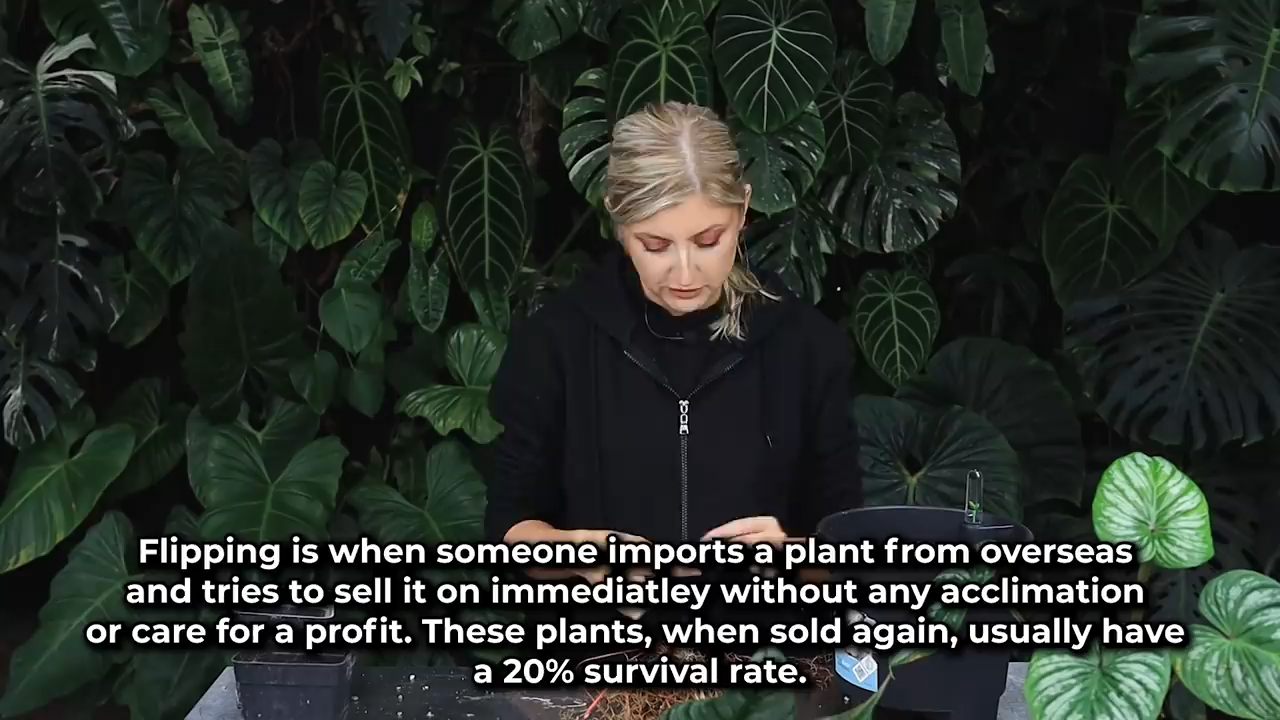 Flipping is when someone imports a plant from overseas
and tries to sell it on immediatley without any acclimation
or care for a profit. These plants, when sold again, usually have
a 20% survival rate.